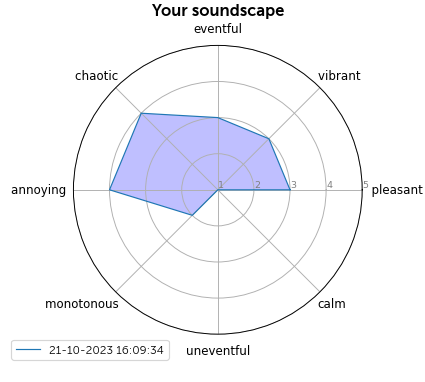 Your soundscape
eventful
chaotic
vibrant
annoying
1 2 3 4 5
pleasant
monotonous
calm
uneventful
21-10-2023 16:09:34